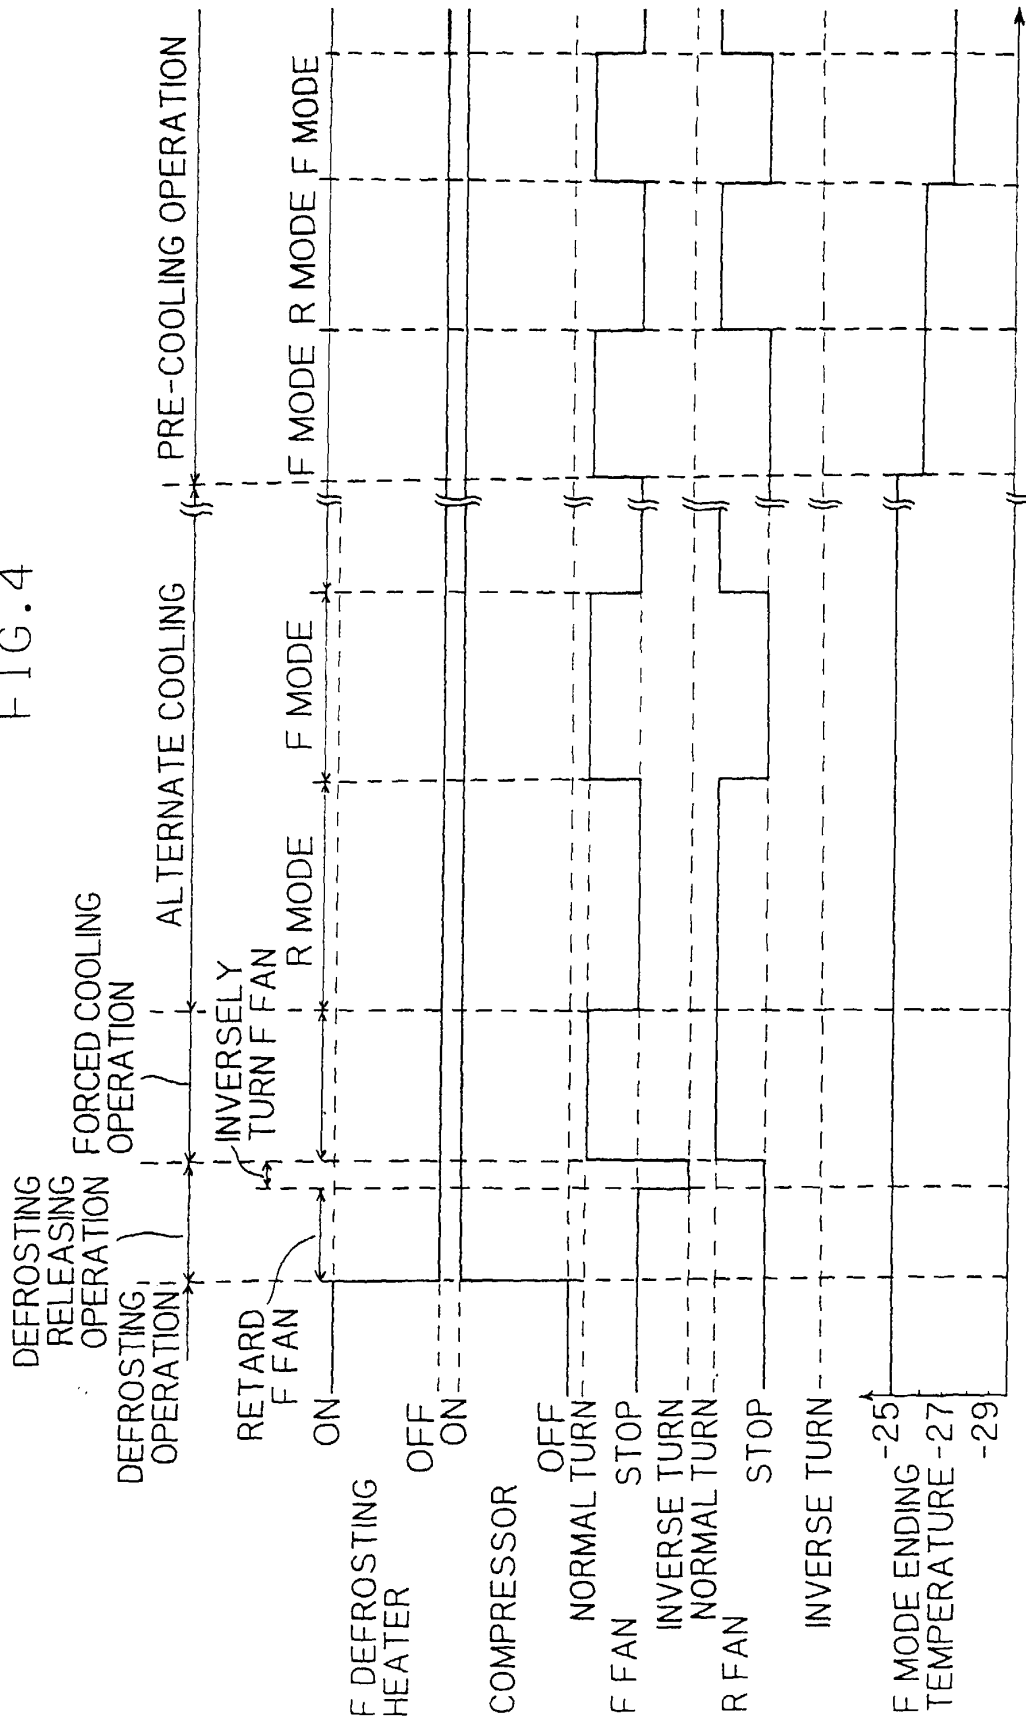 FIG.4
DEFROSTING
RELEASING
OPERATION
DEFROSTING
OPERATION
FORCED COOLING
OPERATION
ALTERNATE COOLING
PRE-COOLING OPERATION
RETARD
F FAN
INVERSELY
TURN F FAN
R MODE
F MODE
F MODE
R MODE
F MODE
F DEFROSTING
HEATER
ON
OFF
COMPRESSOR
ON
OFF
F FAN
NORMAL TURN
STOP
INVERSE TURN
R FAN
NORMAL TURN
STOP
INVERSE TURN
F MODE ENDING
TEMPERATURE
-25
-27
-29